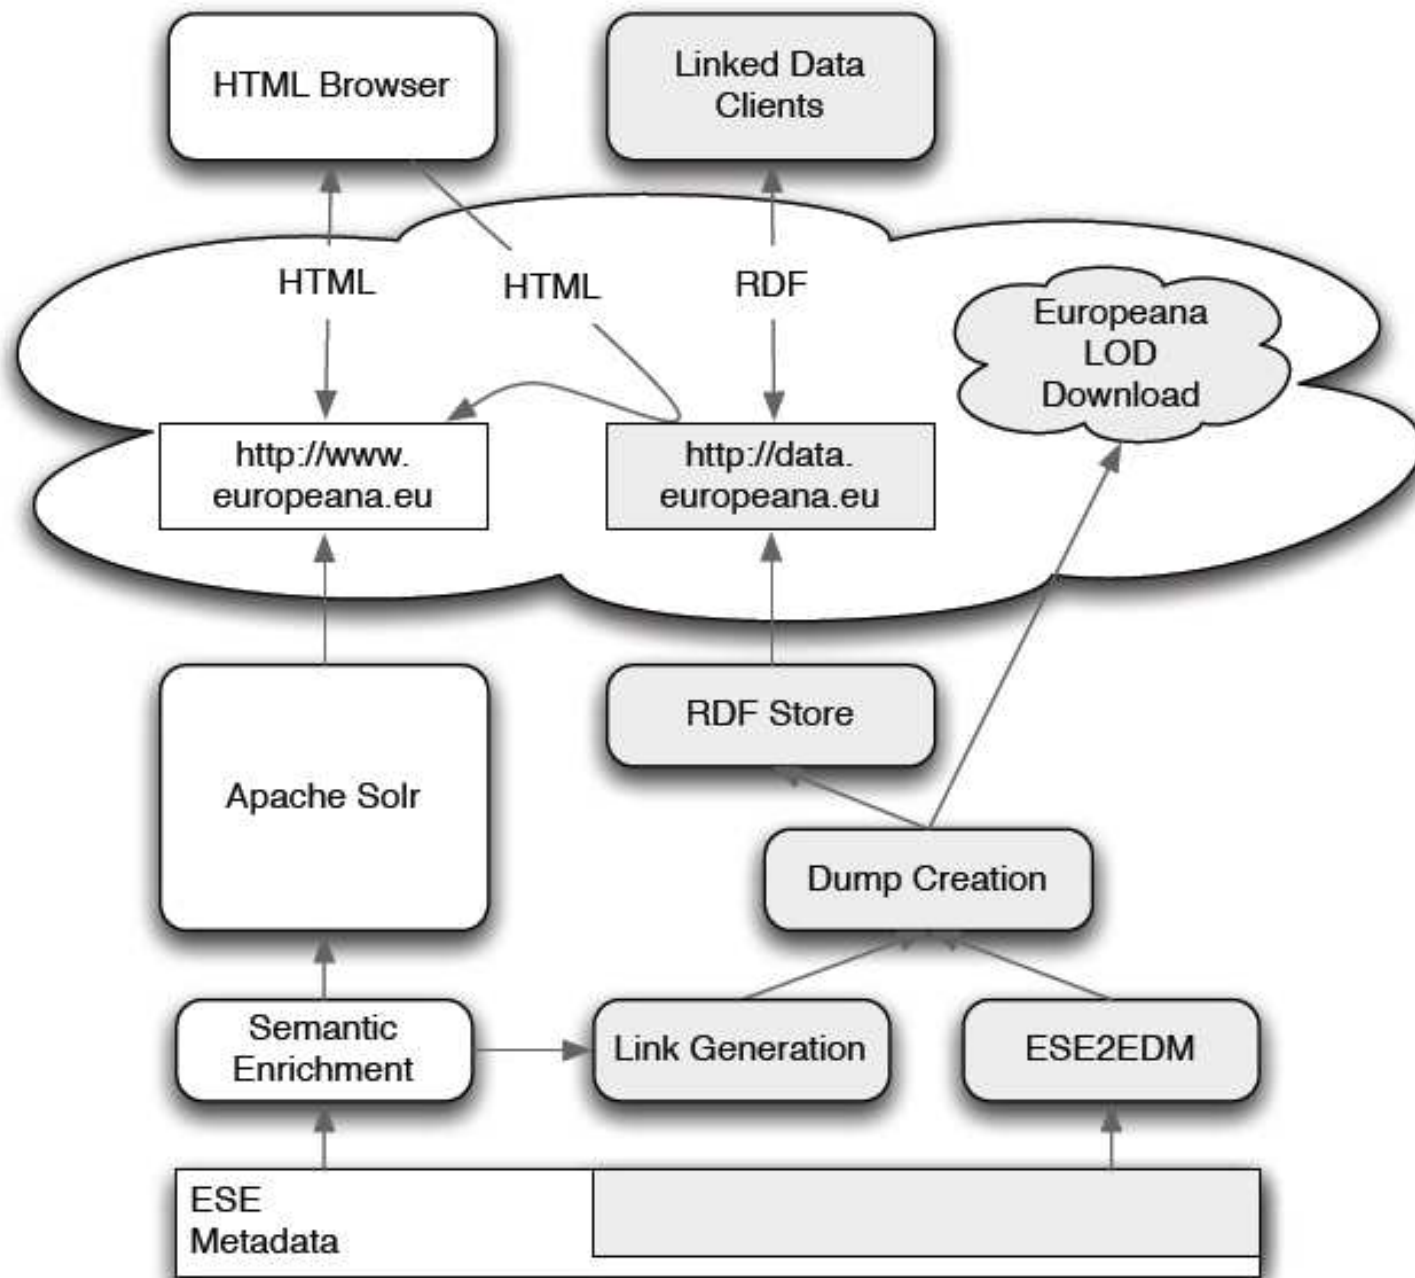 HTML Browser
Linked Data
Clients
HTML
HTML
RDF
Europeana
LOD
Download
http://www.
europeana.eu
http://data.
europeana.eu
RDF Store
Apache Solr
Dump Creation
Semantic
Enrichment
Link Generation
ESE2EDM
ESE
Metadata